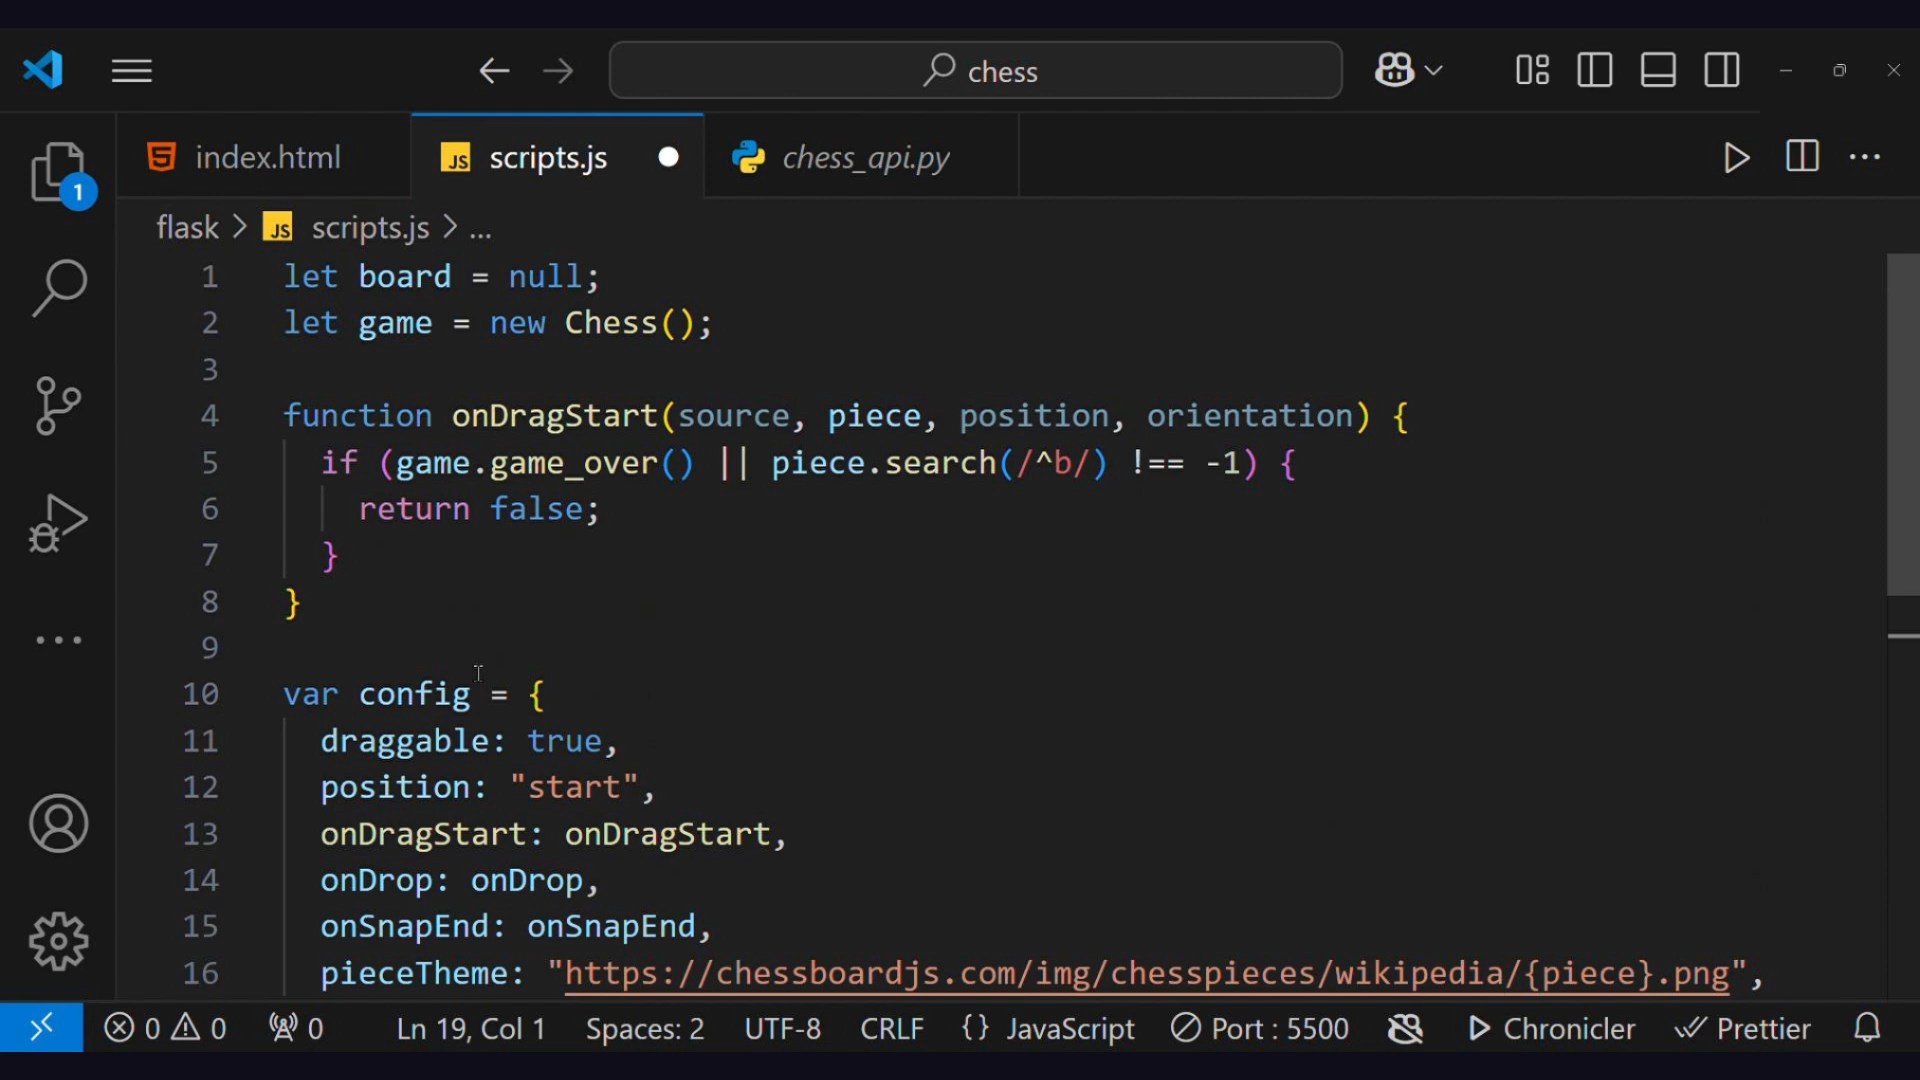 chess
index.html
JS scripts.js
chess_api.py
1
flask > JS scripts.js > ...
1 let board = null;
2 let game = new Chess();
3
4 function onDragStart(source, piece, position, orientation) {
5 if (game.game_over() || piece.search(/^b/) !== -1) {
6 return false;
7 }
8 }
9
10 var config = {
11 draggable: true,
12 position: "start",
13 onDragStart: onDragStart,
14 onDrop: onDrop,
15 onSnapEnd: onSnapEnd,
16 pieceTheme: "https://chessboardjs.com/img/chesspieces/wikipedia/{piece}.png",
0 0 0 Ln 19, Col 1 Spaces: 2 UTF-8 CRLF {} JavaScript Port : 5500 Chronicler Prettier